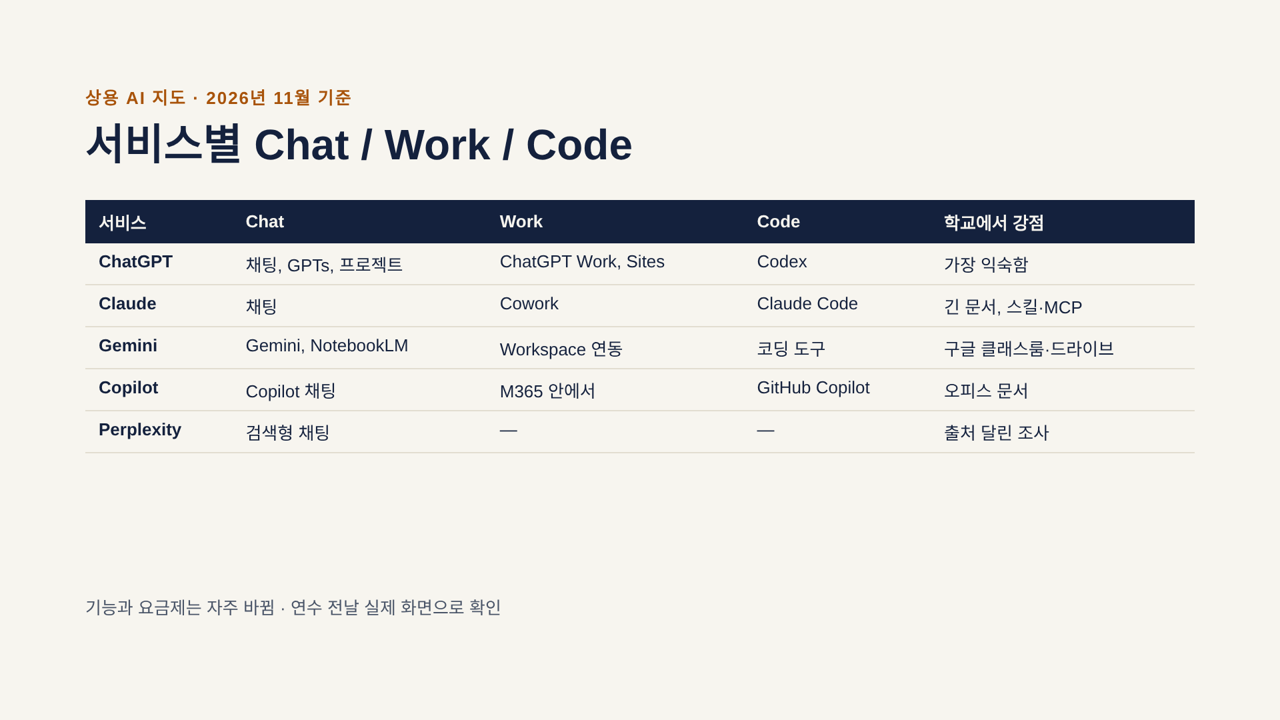 상용 AI 지도 · 2026년 11월 기준
서비스별 Chat / Work / Code
서비스 Chat Work Code 학교에서 강점
ChatGPT 채팅, GPTs, 프로젝트 ChatGPT Work, Sites Codex 가장 익숙함
Claude 채팅 Cowork Claude Code 긴 문서, 스킬·MCP
Gemini Gemini, NotebookLM Workspace 연동 코딩 도구 구글 클래스룸·드라이브
Copilot Copilot 채팅 M365 안에서 GitHub Copilot 오피스 문서
Perplexity 검색형 채팅 — — 출처 달린 조사
기능과 요금제는 자주 바뀜 · 연수 전날 실제 화면으로 확인